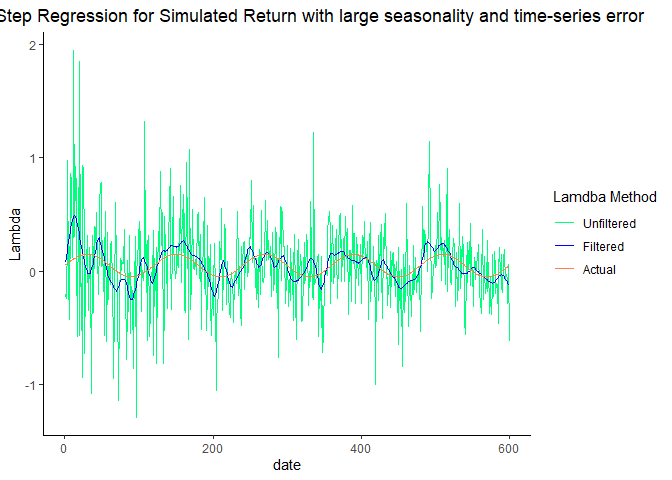 Step Regression for Simulated Return with large seasonality and time-series error
2
1
0
-1
Lambda
0
200
400
600
date
Lamdba Method
Unfiltered
Filtered
Actual